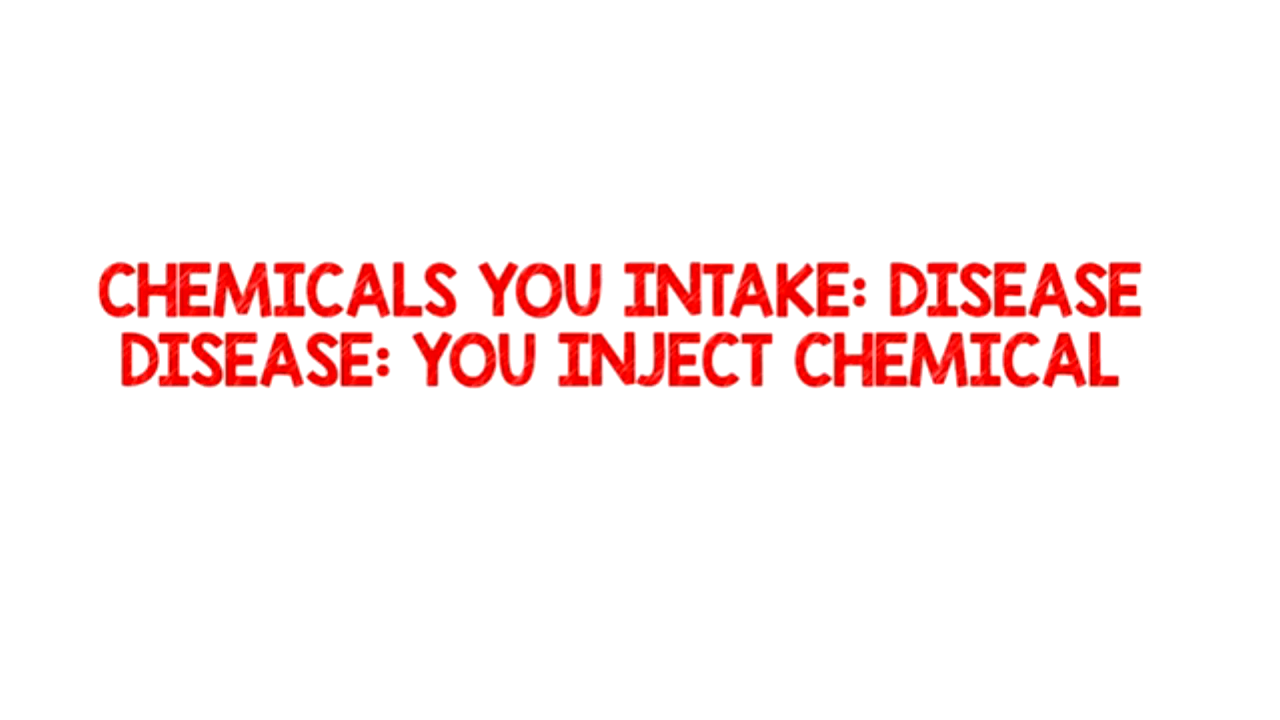 CHEMICALS YOU INTAKE: DISEASE
DISEASE: YOU INJECT CHEMICAL